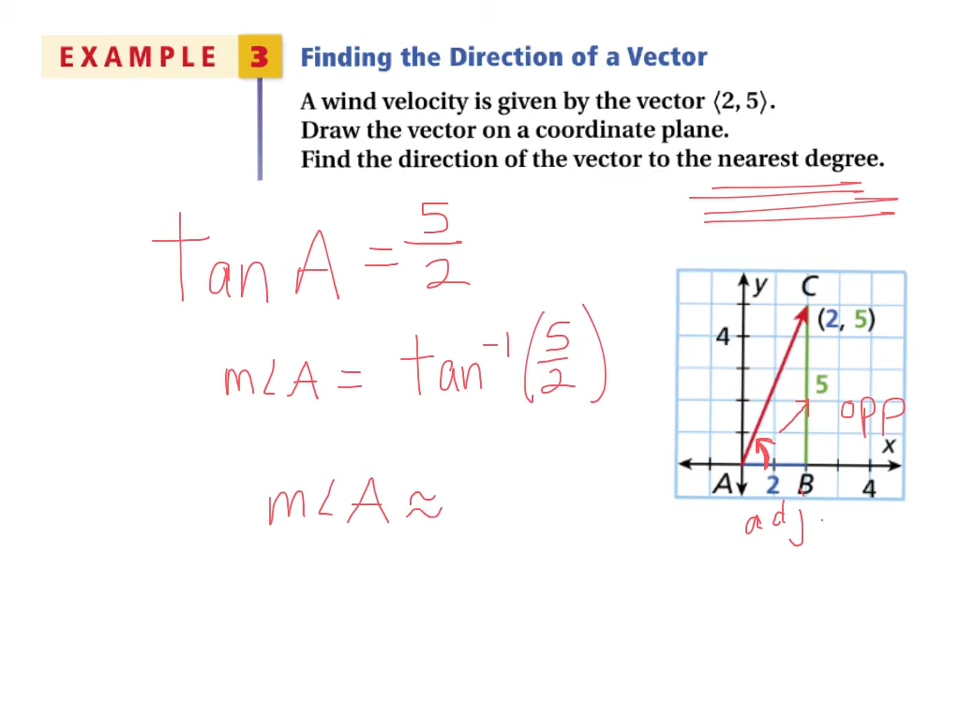 EXAMPLE 3 Finding the Direction of a Vector
A wind velocity is given by the vector ⟨2, 5⟩.
Draw the vector on a coordinate plane.
Find the direction of the vector to the nearest degree.
tan A = 5/2
m∠A = tan⁻¹(5/2)
m∠A ≈
y C
(2, 5)
4
5
opp
x
A 2 B 4
adj.